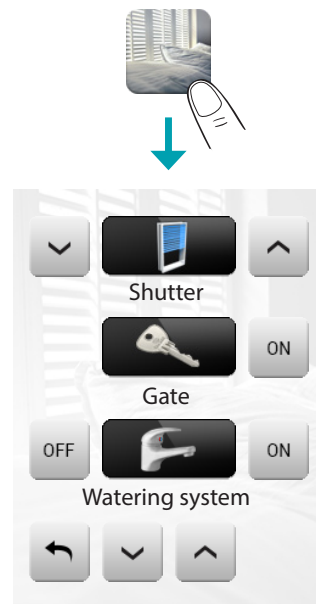 Shutter
ON
Gate
OFF
ON
Watering system